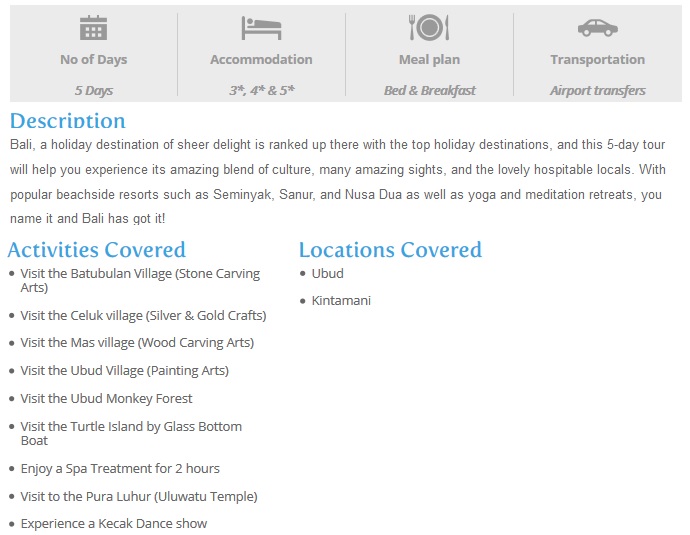 No of Days
Accommodation
Meal plan
Transportation
5 Days
3*, 4* & 5*
Bed & Breakfast
Airport transfers
Description
Bali, a holiday destination of sheer delight is ranked up there with the top holiday destinations, and this 5-day tour
will help you experience its amazing blend of culture, many amazing sights, and the lovely hospitable locals. With
popular beachside resorts such as Seminyak, Sanur, and Nusa Dua as well as yoga and meditation retreats, you
name it and Bali has got it!
Activities Covered
• Visit the Batubulan Village (Stone Carving
Arts)
• Visit the Celuk village (Silver & Gold Crafts)
• Visit the Mas village (Wood Carving Arts)
• Visit the Ubud Village (Painting Arts)
• Visit the Ubud Monkey Forest
• Visit the Turtle Island by Glass Bottom
Boat
• Enjoy a Spa Treatment for 2 hours
• Visit to the Pura Luhur (Uluwatu Temple)
• Experience a Kecak Dance show
Locations Covered
• Ubud
• Kintamani